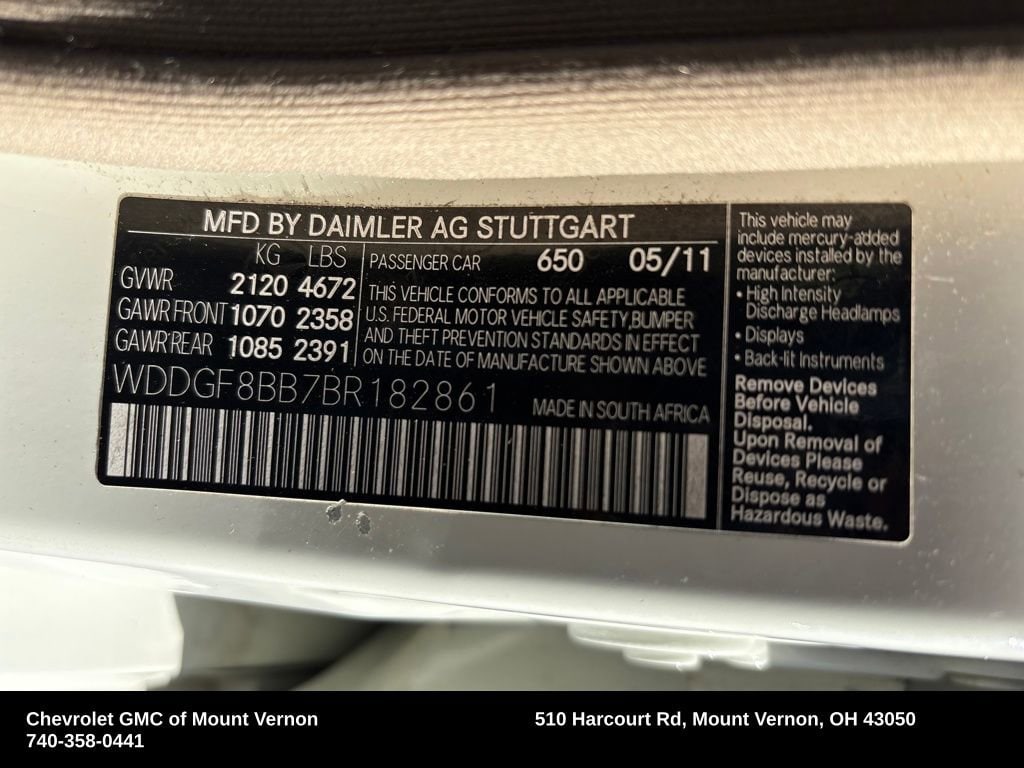 MFD BY DAIMLER AG STUTTGART
KG LBS
GVWR 2120 4672
GAWR FRONT 1070 2358
GAWR REAR 1085 2391
PASSENGER CAR 650 05/11
THIS VEHICLE CONFORMS TO ALL APPLICABLE
U.S. FEDERAL MOTOR VEHICLE SAFETY,BUMPER
AND THEFT PREVENTION STANDARDS IN EFFECT
ON THE DATE OF MANUFACTURE SHOWN ABOVE
WDDGF8BB7BR182861
MADE IN SOUTH AFRICA
This vehicle may
include mercury-added
devices installed by the
manufacturer:
• High Intensity
Discharge Headlamps
• Displays
• Back-lit Instruments
Remove Devices
Before Vehicle
Disposal.
Upon Removal of
Devices Please
Reuse, Recycle or
Dispose as
Hazardous Waste.
Chevrolet GMC of Mount Vernon
740-358-0441
510 Harcourt Rd, Mount Vernon, OH 43050